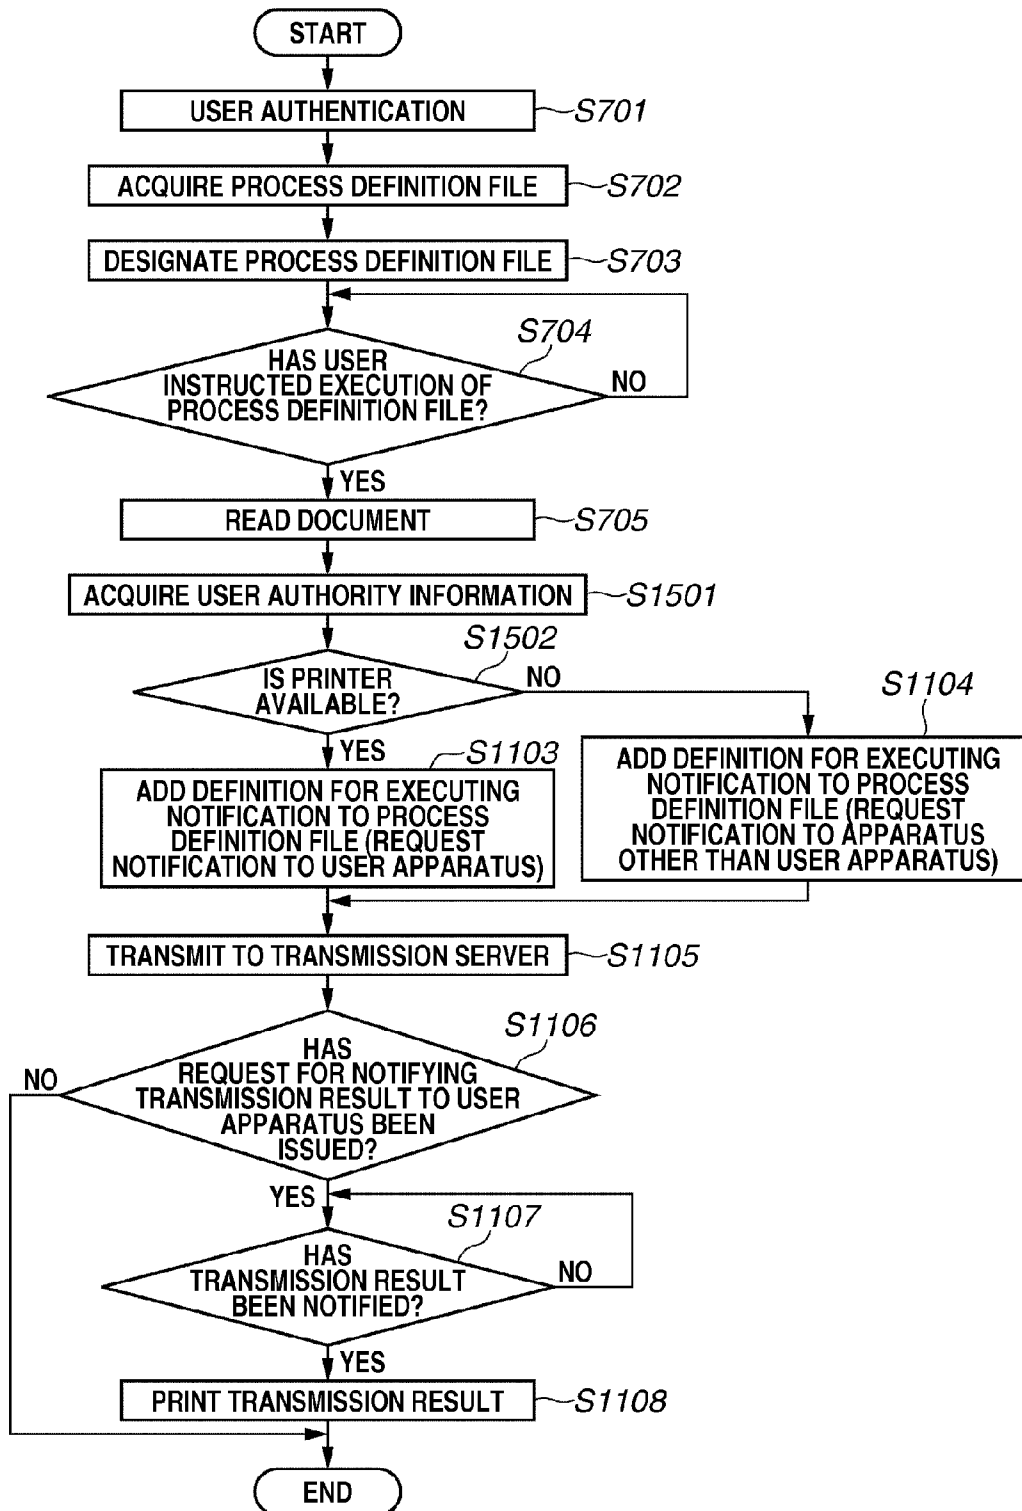 START
USER AUTHENTICATION
S701
ACQUIRE PROCESS DEFINITION FILE
S702
DESIGNATE PROCESS DEFINITION FILE
S703
S704
HAS USER
INSTRUCTED EXECUTION OF
PROCESS DEFINITION FILE?
NO
YES
READ DOCUMENT
S705
ACQUIRE USER AUTHORITY INFORMATION
S1501
S1502
IS PRINTER
AVAILABLE?
NO
YES
S1103
ADD DEFINITION FOR EXECUTING
NOTIFICATION TO PROCESS
DEFINITION FILE (REQUEST
NOTIFICATION TO USER APPARATUS)
S1104
ADD DEFINITION FOR EXECUTING
NOTIFICATION TO PROCESS
DEFINITION FILE (REQUEST
NOTIFICATION TO APPARATUS
OTHER THAN USER APPARATUS)
TRANSMIT TO TRANSMISSION SERVER
S1105
S1106
HAS
REQUEST FOR NOTIFYING
TRANSMISSION RESULT TO USER
APPARATUS BEEN
ISSUED?
NO
YES
S1107
HAS
TRANSMISSION RESULT
BEEN NOTIFIED?
NO
YES
PRINT TRANSMISSION RESULT
S1108
END